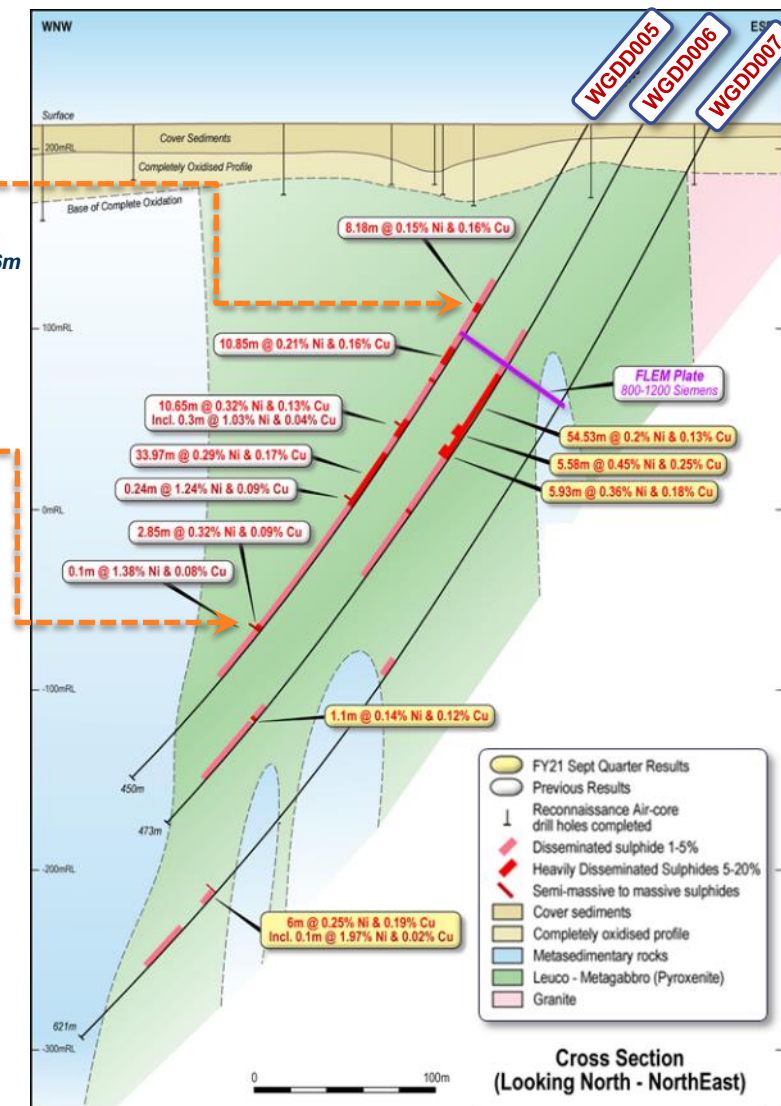 WNW
WGDD005
WGDD006
WGDD007
Surface
Cover Sediments
200mRL
Completely Oxidised Profile
Base of Complete Oxidation
8.18m @ 0.15% Ni & 0.16% Cu
6m
100mRL
10.85m @ 0.21% Ni & 0.16% Cu
FLEM Plate
800-1200 Siemens
10.65m @ 0.32% Ni & 0.13% Cu
Incl. 0.3m @ 1.03% Ni & 0.04% Cu
54.53m @ 0.2% Ni & 0.13% Cu
33.97m @ 0.29% Ni & 0.17% Cu
5.58m @ 0.45% Ni & 0.25% Cu
0.24m @ 1.24% Ni & 0.09% Cu
5.93m @ 0.36% Ni & 0.18% Cu
0mRL
2.85m @ 0.32% Ni & 0.09% Cu
0.1m @ 1.38% Ni & 0.08% Cu
-100mRL
1.1m @ 0.14% Ni & 0.12% Cu
450m
473m
FY21 Sept Quarter Results
Previous Results
Reconnaissance Air-core
drill holes completed
Disseminated sulphide 1-5%
Heavily Disseminated Sulphides 5-20%
Semi-massive to massive sulphides
Cover sediments
Completely oxidised profile
Metasedimentary rocks
Leuco - Metagabbro (Pyroxenite)
Granite
-200mRL
6m @ 0.25% Ni & 0.19% Cu
Incl. 0.1m @ 1.97% Ni & 0.02% Cu
621m
-300mRL
0 100m
Cross Section
(Looking North - NorthEast)